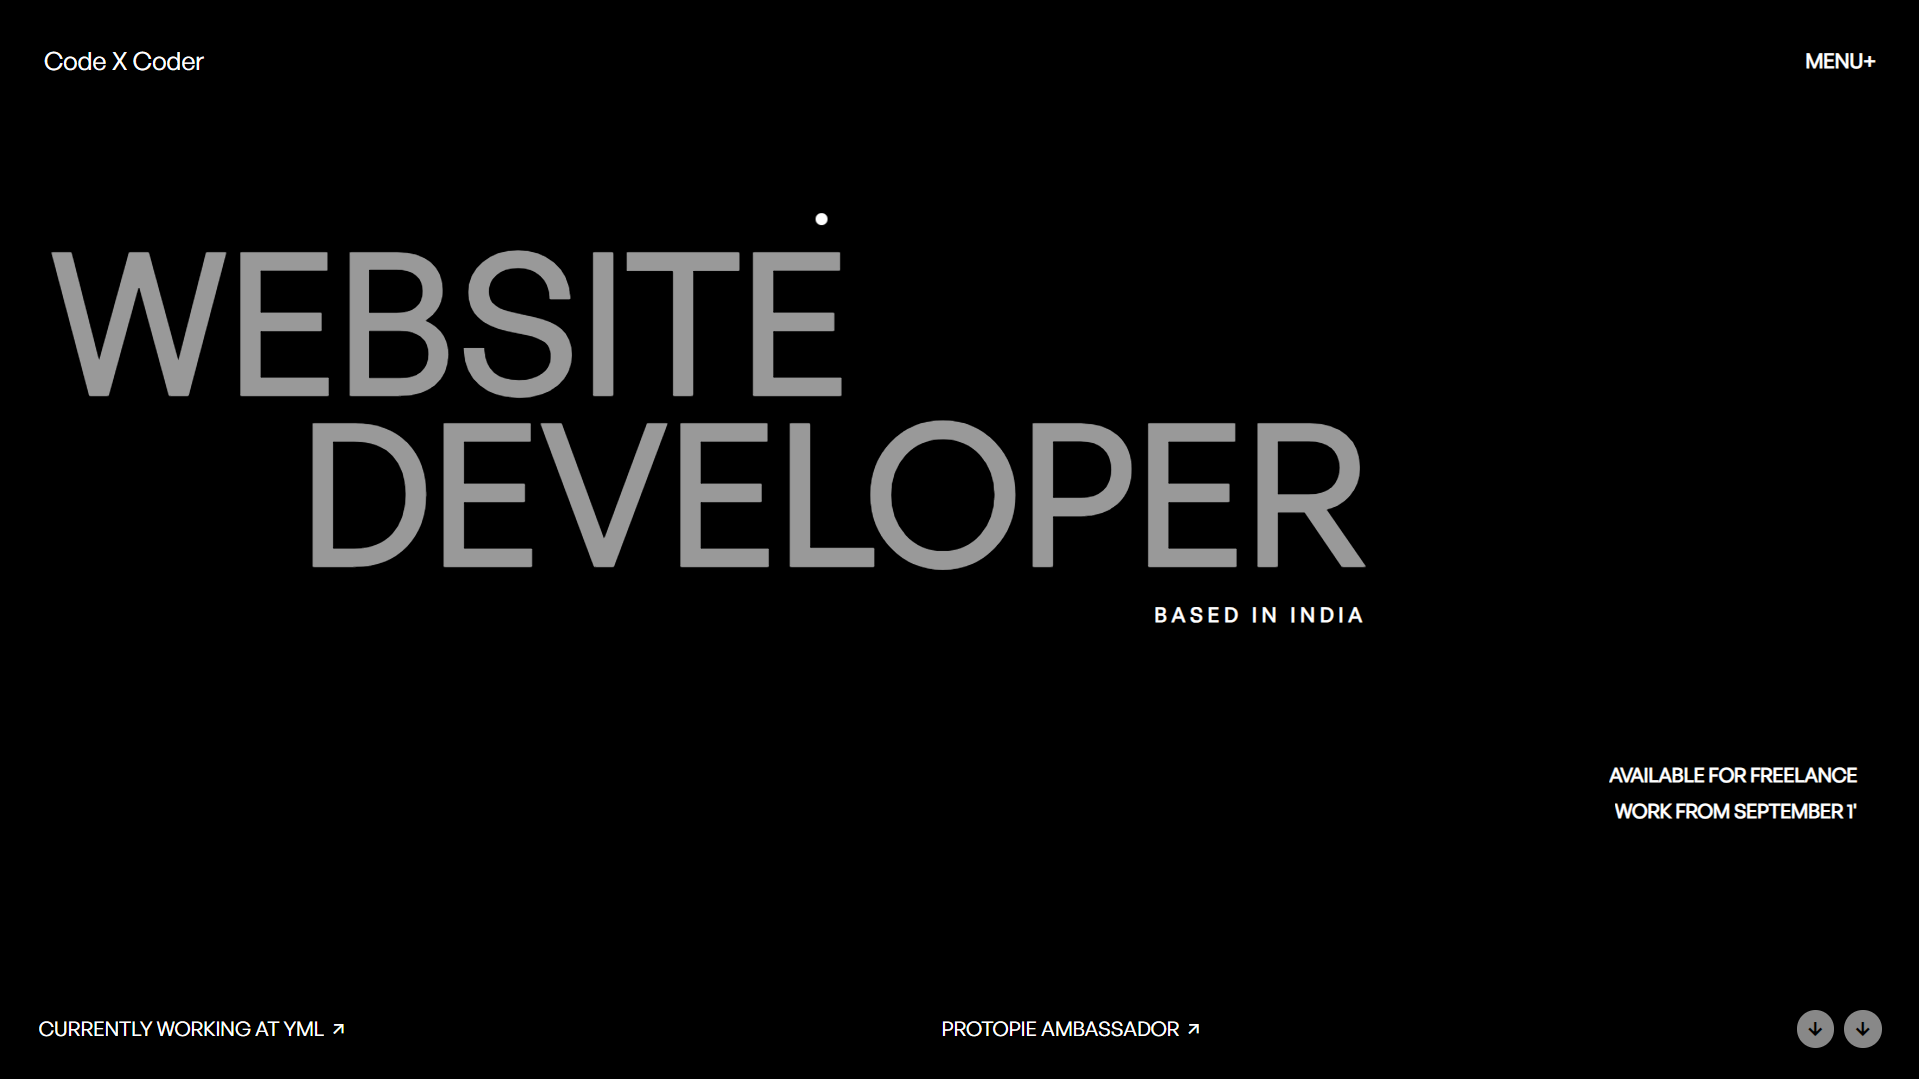 Code X Coder
MENU+
WEBSITE
DEVELOPER
BASED IN INDIA
AVAILABLE FOR FREELANCE
WORK FROM SEPTEMBER 1'
CURRENTLY WORKING AT YML
PROTOPIE AMBASSADOR